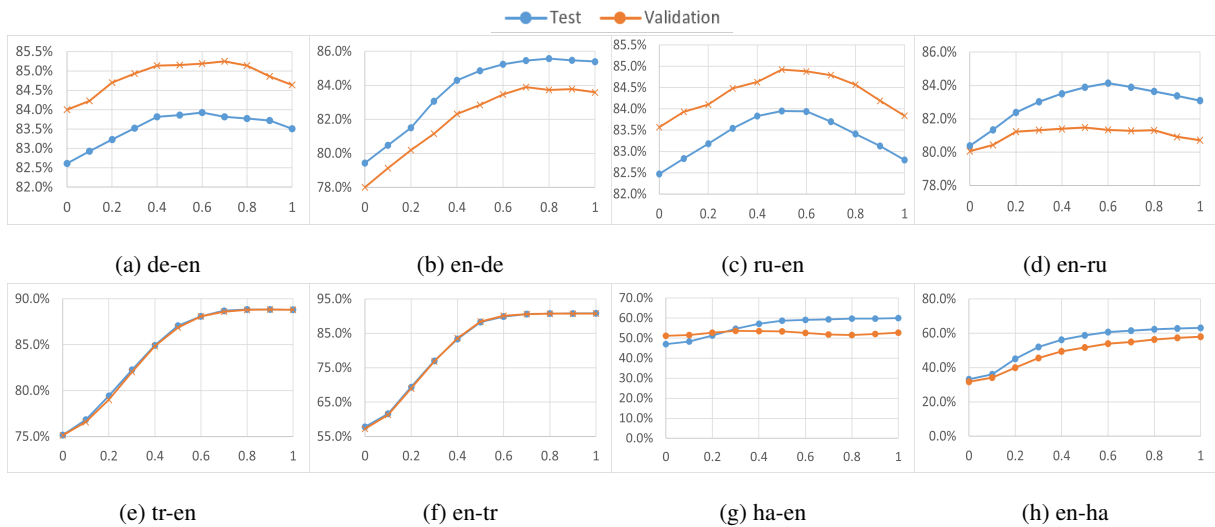 Test Validation
85.5%
85.0%
84.5%
84.0%
83.5%
83.0%
82.5%
82.0%
0 0.2 0.4 0.6 0.8 1
86.0%
84.0%
82.0%
80.0%
78.0%
0 0.2 0.4 0.6 0.8 1
85.5%
85.0%
84.5%
84.0%
83.5%
83.0%
82.5%
82.0%
0 0.2 0.4 0.6 0.8 1
86.0%
84.0%
82.0%
80.0%
78.0%
0 0.2 0.4 0.6 0.8 1
(a) de-en
(b) en-de
(c) ru-en
(d) en-ru
90.0%
85.0%
80.0%
75.0%
0 0.2 0.4 0.6 0.8 1
95.0%
85.0%
75.0%
65.0%
55.0%
0 0.2 0.4 0.6 0.8 1
70.0%
60.0%
50.0%
40.0%
30.0%
20.0%
10.0%
0.0%
0 0.2 0.4 0.6 0.8 1
80.0%
60.0%
40.0%
20.0%
0.0%
0 0.2 0.4 0.6 0.8 1
(e) tr-en
(f) en-tr
(g) ha-en
(h) en-ha